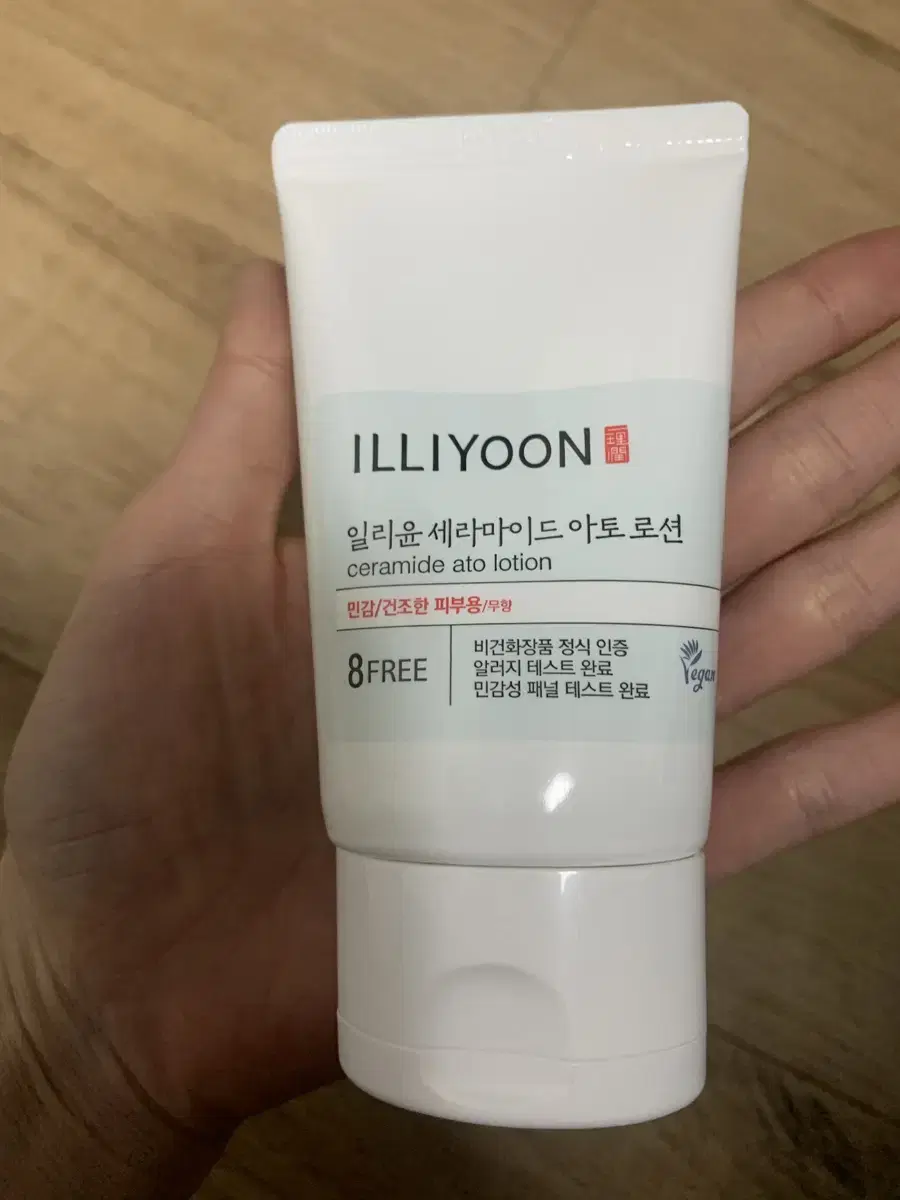 ILLIYOON
일리윤 세라마이드 아토 로션
ceramide ato lotion
민감/건조한 피부용/무향
8FREE
비건화장품 정식 인증
알러지 테스트 완료
민감성 패널 테스트 완료
Vegan